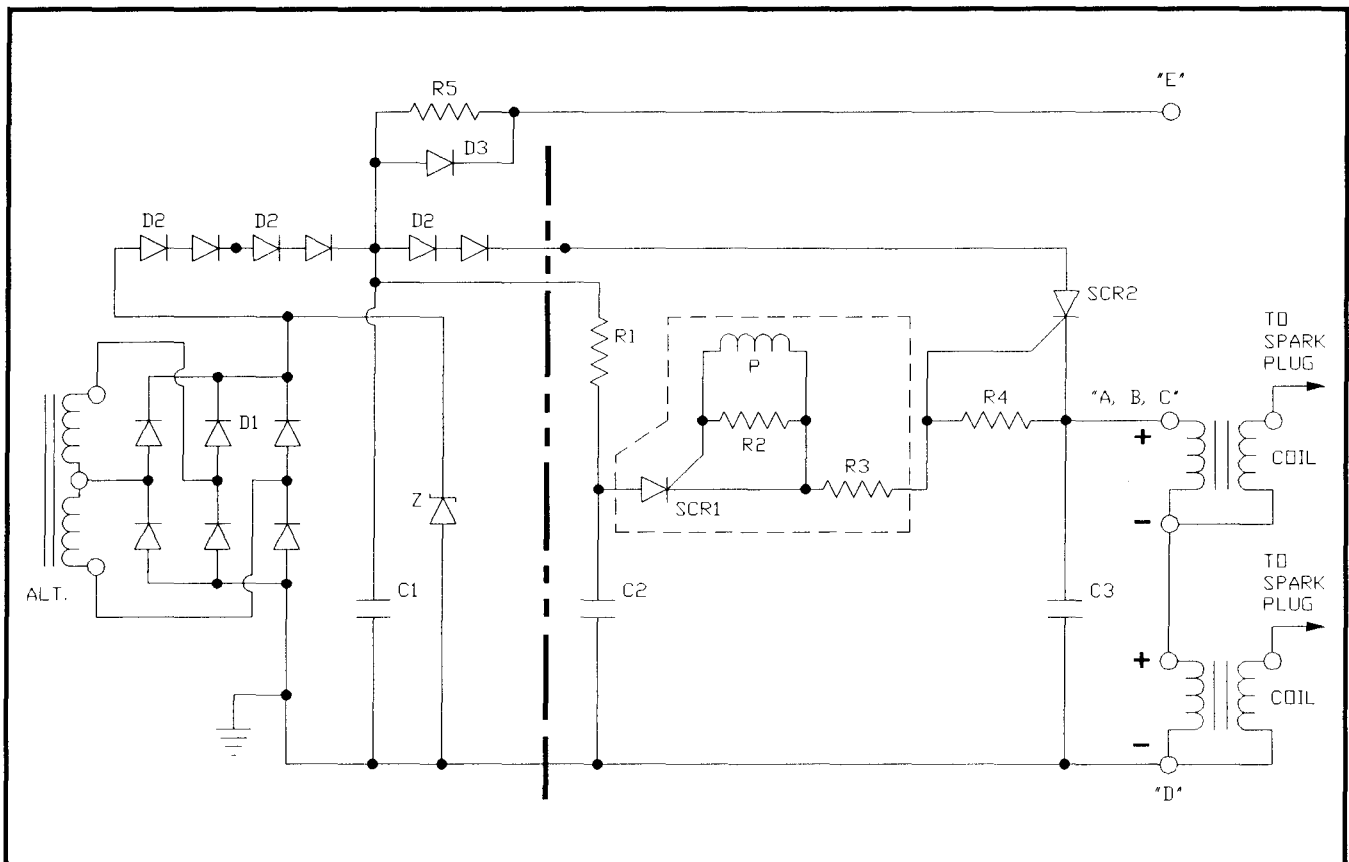 "E"
R5
D3
D2
D2
D2
SCR2
R1
P
TO
SPARK
PLUG
D1
R2
R4
"A, B, C"
+
COIL
R3
Z
SCR1
-
ALT.
C1
C2
C3
TO
SPARK
PLUG
+
COIL
-
"D"